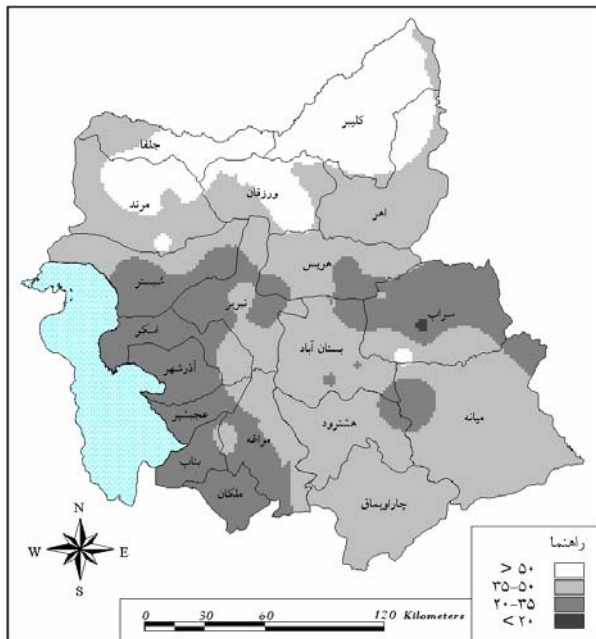 کلیبر
جلفا
ورزقان
مرند
اهر
هریس
شبستر
تبریز
سراب
اسکو
بستان آباد
آذرشهر
میانه
عجبشیر
هشترود
مراغه
بناب
ملکان
چاراویماق
N
W E
S
راهنما
> ۵۰
۳۵-۵۰
۲۰-۳۵
< ۲۰
0 15 30 60 120 Kilometers